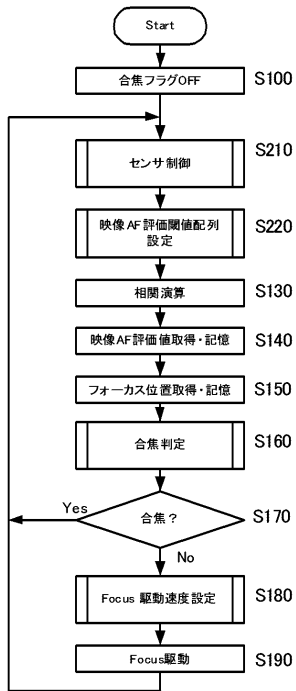 Start
合焦フラグOFF
S100
センサ制御
S210
映像AF評価閾値配列
設定
S220
相関演算
S130
映像AF評価値取得・記憶
S140
フォーカス位置取得・記憶
S150
合焦判定
S160
合焦？
S170
Yes
No
Focus 駆動速度設定
S180
Focus駆動
S190